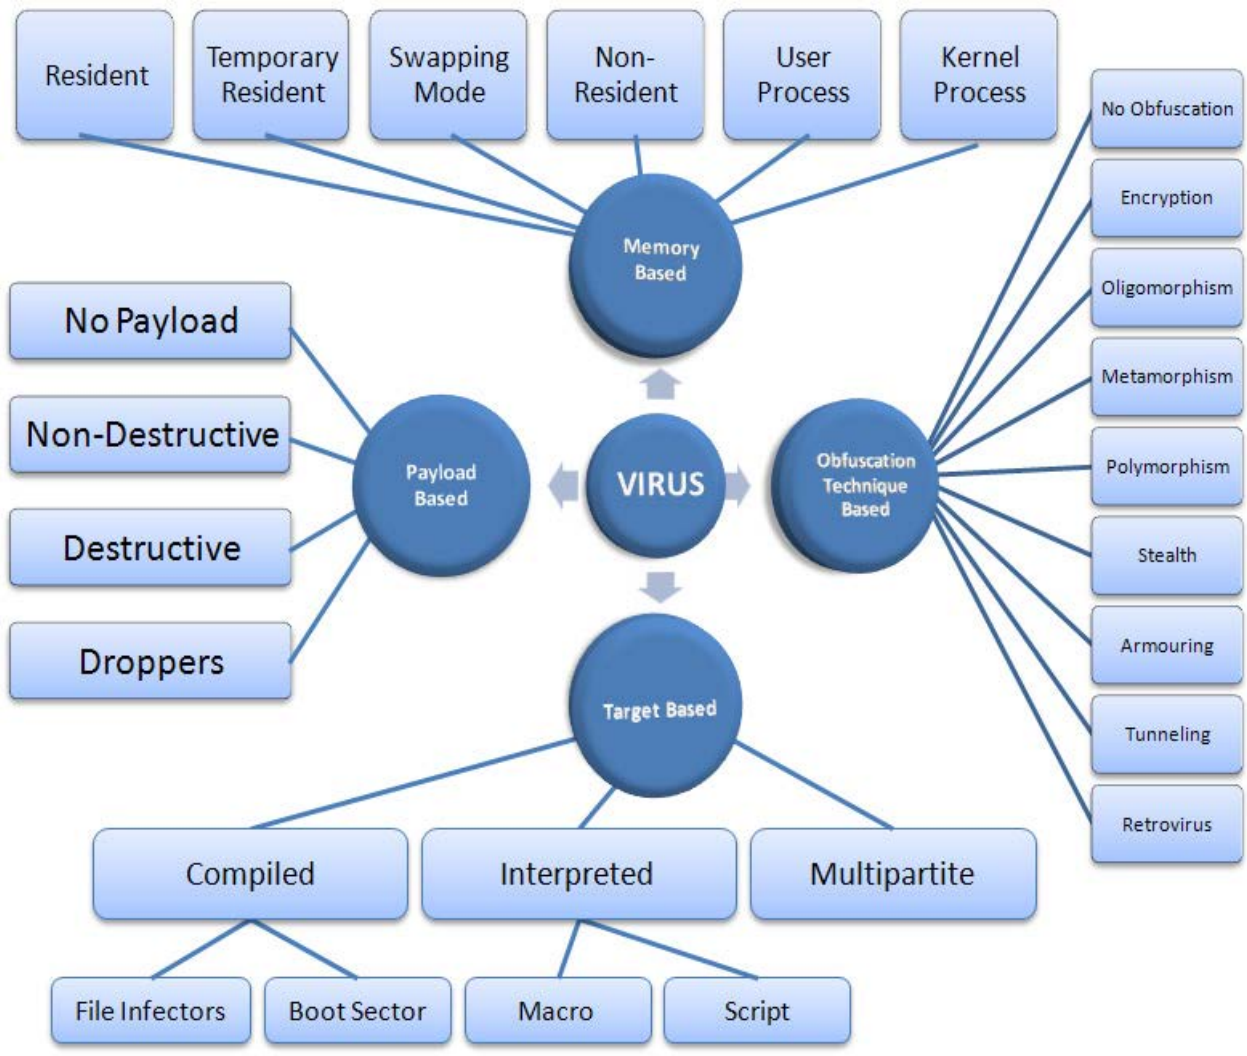 Resident
Temporary
Resident
Swapping
Mode
Non-
Resident
User
Process
Kernel
Process
No Obfuscation
Encryption
Oligomorphism
Metamorphism
Polymorphism
Stealth
Armouring
Tunneling
Retrovirus
Memory
Based
No Payload
Non-Destructive
Destructive
Droppers
Payload
Based
VIRUS
Obfuscation
Technique
Based
Target Based
Compiled
Interpreted
Multipartite
File Infectors
Boot Sector
Macro
Script